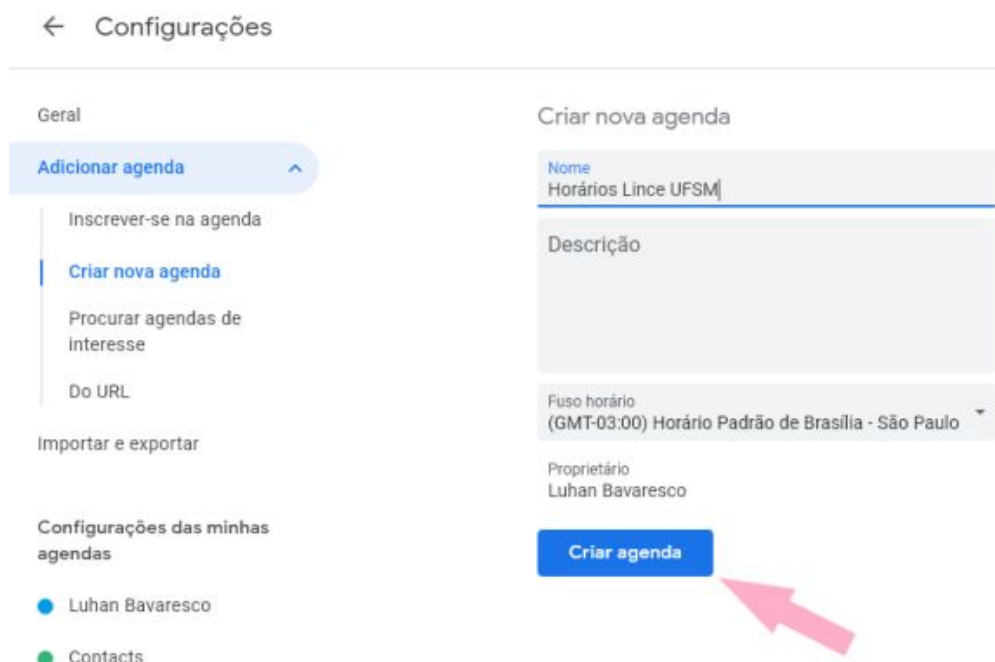 Configurações
Geral
Adicionar agenda
Inscrever-se na agenda
Criar nova agenda
Procurar agendas de
interesse
Do URL
Importar e exportar
Configurações das minhas
agendas
Luhan Bavaresco
Contacts
Criar nova agenda
Nome
Horários Lince UFSM
Descrição
Fuso horário
(GMT-03:00) Horário Padrão de Brasília - São Paulo
Proprietário
Luhan Bavaresco
Criar agenda